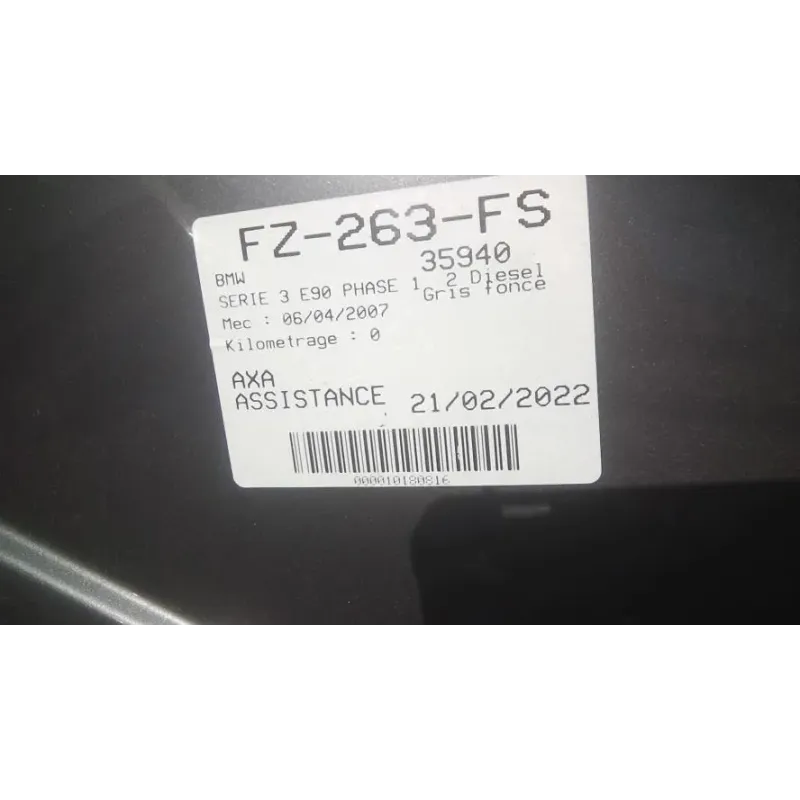 FZ-263-FS
35940
BMW
SERIE 3 E90 PHASE 1 2 Diesel
Gris fonce
Mec : 06/04/2007
Kilometrage : 0
AXA
ASSISTANCE 21/02/2022
000010180816